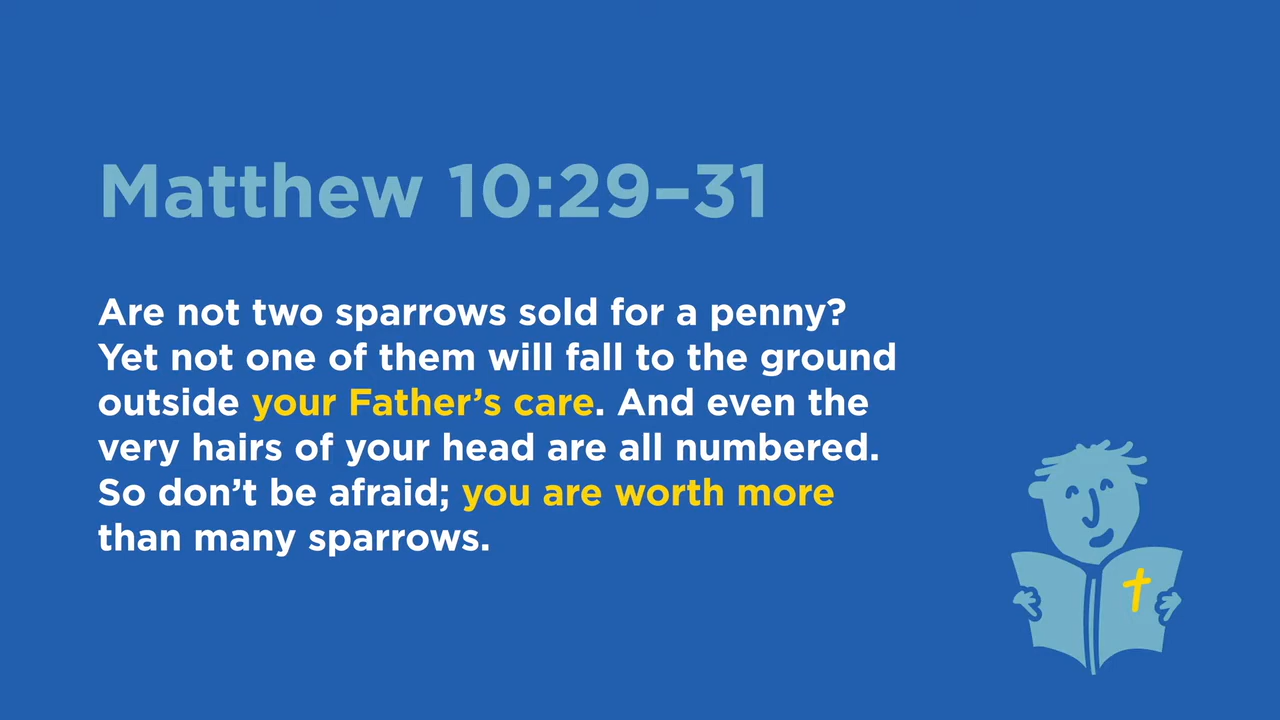 Matthew 10:29–31
Are not two sparrows sold for a penny?
Yet not one of them will fall to the ground
outside your Father’s care. And even the
very hairs of your head are all numbered.
So don’t be afraid; you are worth more
than many sparrows.